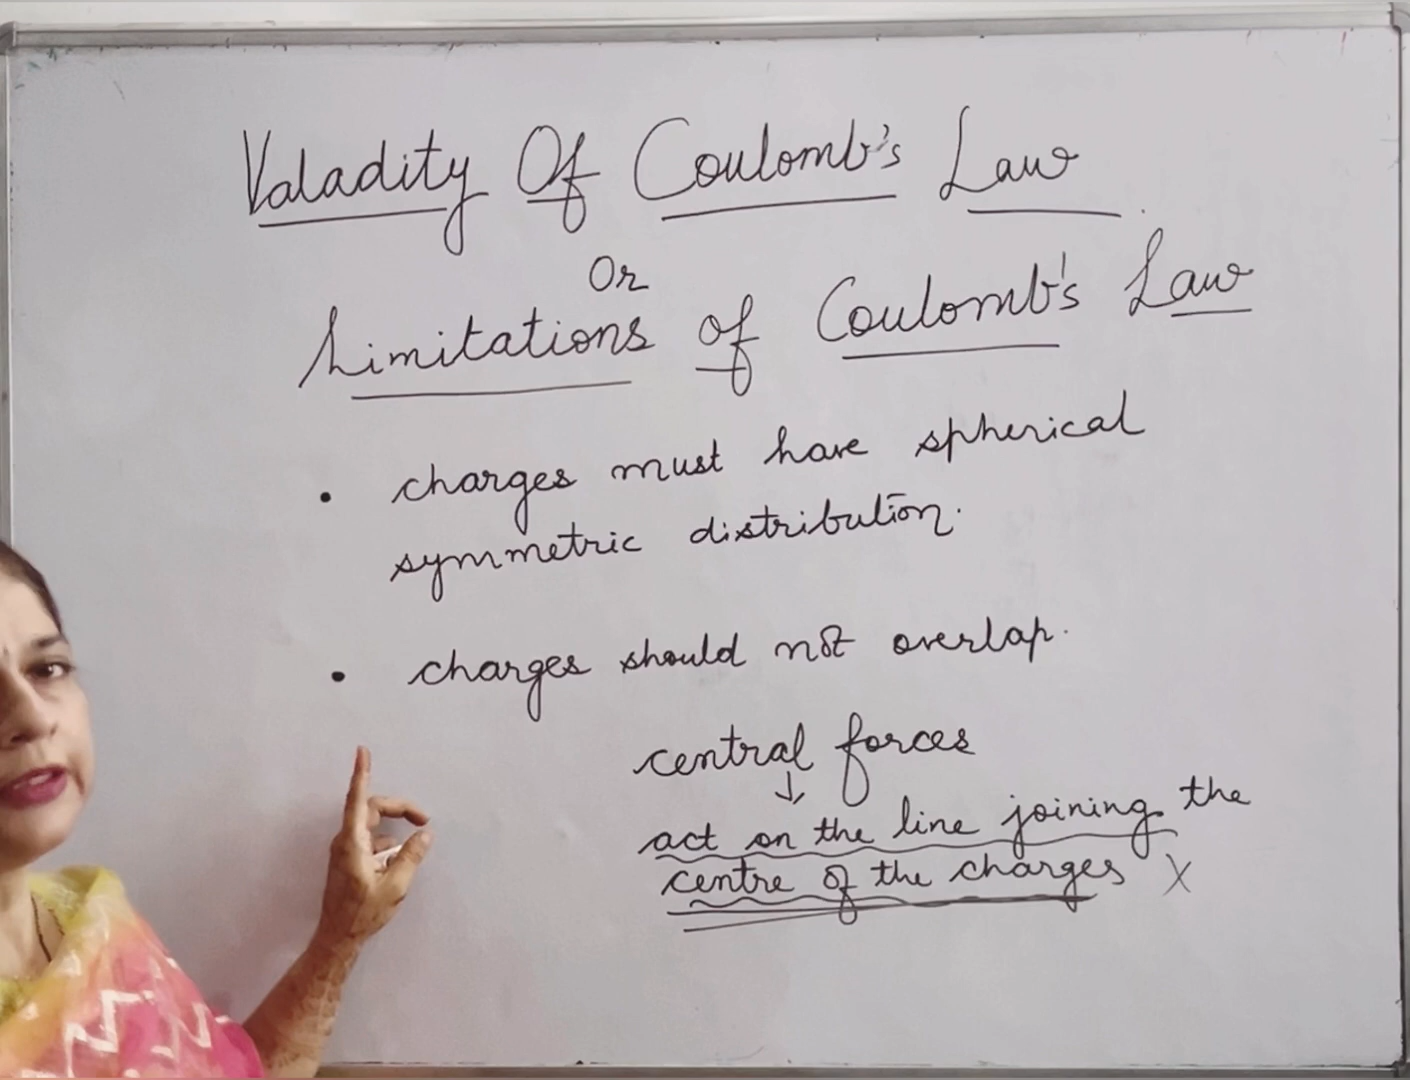 Valadity Of Coulomb's Law
Or
Limitations of Coulomb's Law
• charges must have spherical
symmetric distribution.
• charges should not overlap.
central forces
↓
act on the line joining the
centre of the charges X